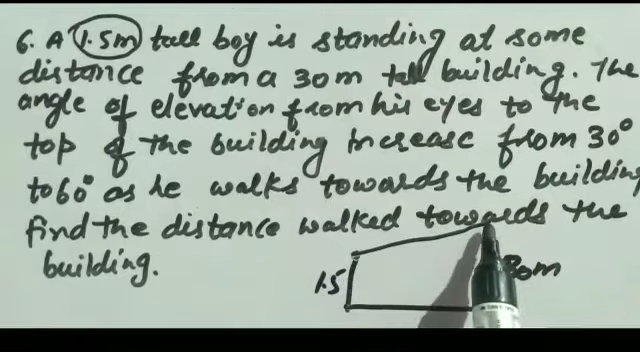 6. A 1.5m tall boy is standing at some
distance from a 30m tall building. The
angle of elevation from his eyes to the
top of the building increase from 30°
to 60° as he walks towards the building
find the distance walked towards the
building.
1.5
30m